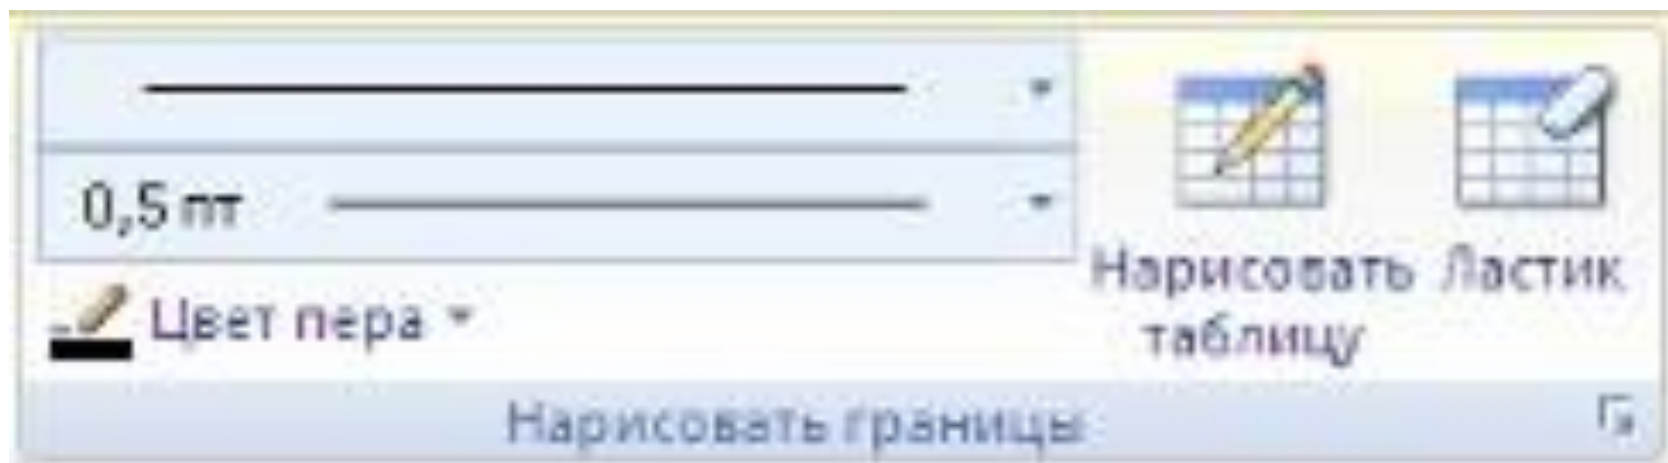 0,5 пт
Цвет пера
Нарисовать
таблицу
Ластик
Нарисовать границы